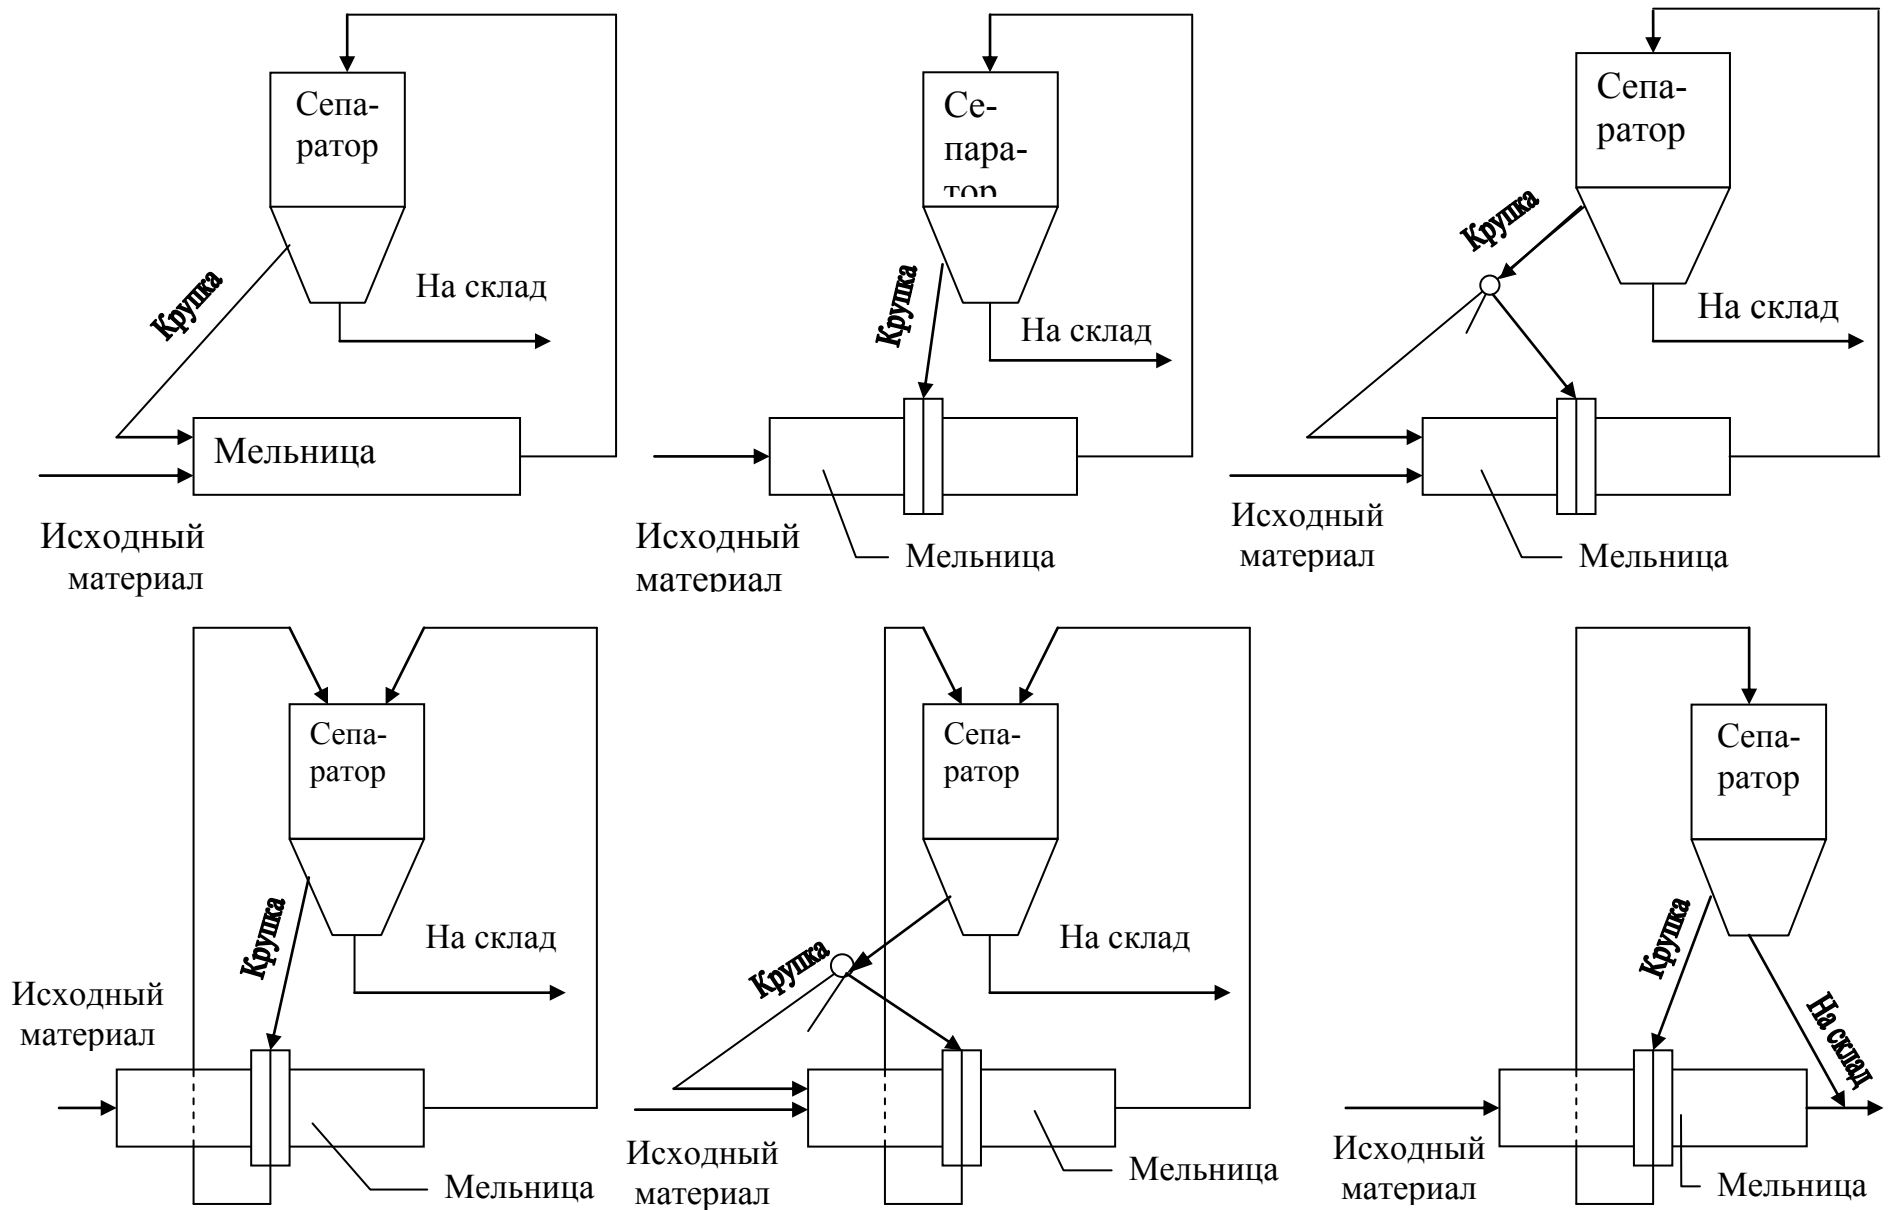 Сепа-
ратор
Крупка
На склад
Мельница
Исходный
материал
Се-
пара-
тор
Крупка
На склад
Исходный
материал
Мельница
Сепа-
ратор
Крупка
На склад
Исходный
материал
Мельница
Сепа-
ратор
Крупка
На склад
Исходный
материал
Мельница
Сепа-
ратор
Крупка
На склад
Исходный
материал
Мельница
Сепа-
ратор
Крупка
На склад
Исходный
материал
Мельница